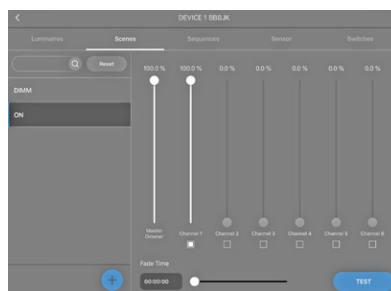 DEVICE 1 BB0JK
Luminaires Scenes Sequences Sensor Switches
Reset
100.0 % 100.0 % 0.0 % 0.0 % 0.0 % 0.0 % 0.0 %
DIMM
ON
Master Dimmer Channel 1 Channel 2 Channel 3 Channel 4 Channel 5 Channel 6
Fade Time
00:00:00
TEST